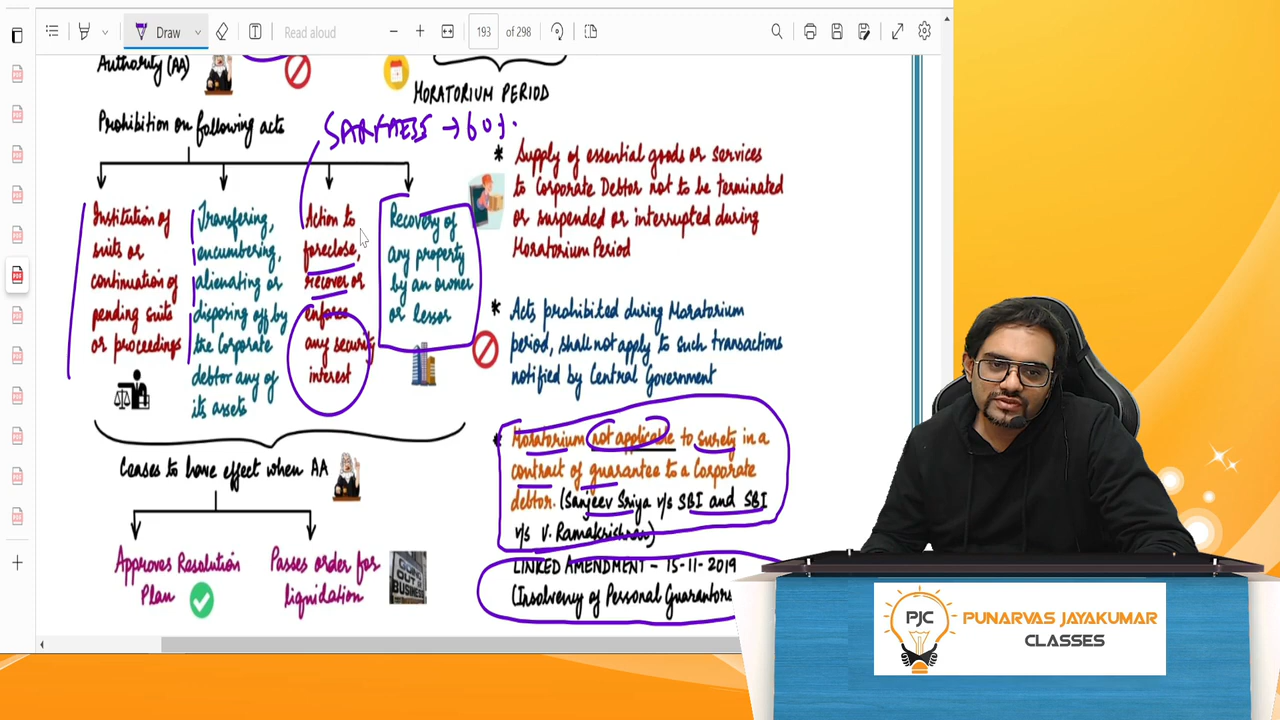 Draw
Read aloud
193 of 298
Authority (AA)
MORATORIUM PERIOD
Prohibition on following acts
SARFAESI → 60%.
Institution of
suits or
continuation of
pending suits
or proceedings
Transfering,
encumbering,
alienating or
disposing off by
the Corporate
debtor any of
its assets
Action to
foreclose,
recover or
enforce
any security
interest
Recovery of
any property
by an owner
or lessor
* Supply of essential goods or services
to Corporate Debtor not to be terminated
or suspended or interrupted during
Moratorium Period
* Acts prohibited during Moratorium
period, shall not apply to such transactions
notified by Central Government
* Moratorium not applicable to surety in a
contract of guarantee to a Corporate
debtor. (Sanjeev Sriya v/s SBI and SBI
v/s V. Ramakrishnan)
LINKED AMENDMENT - 15-11-2019
(Insolvency of Personal Guarantors
Ceases to have effect when AA
Approves Resolution
Plan
Passes order for
liquidation
OUT OF
BUSINESS
PJC
PUNARVAS JAYAKUMAR
CLASSES